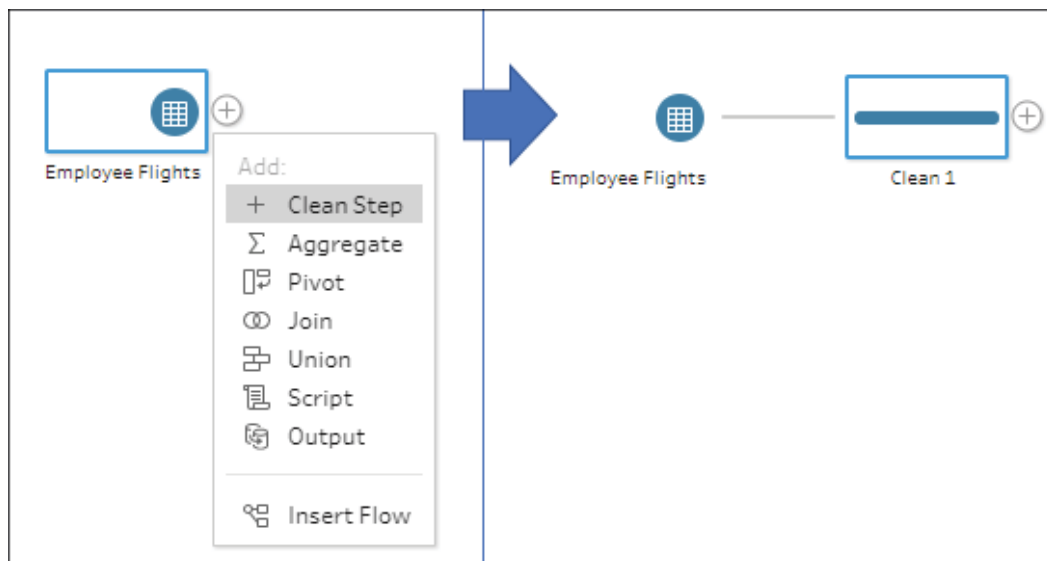 Employee Flights
Add:
Clean Step
Aggregate
Pivot
Join
Union
Script
Output
Insert Flow
Employee Flights
Clean 1